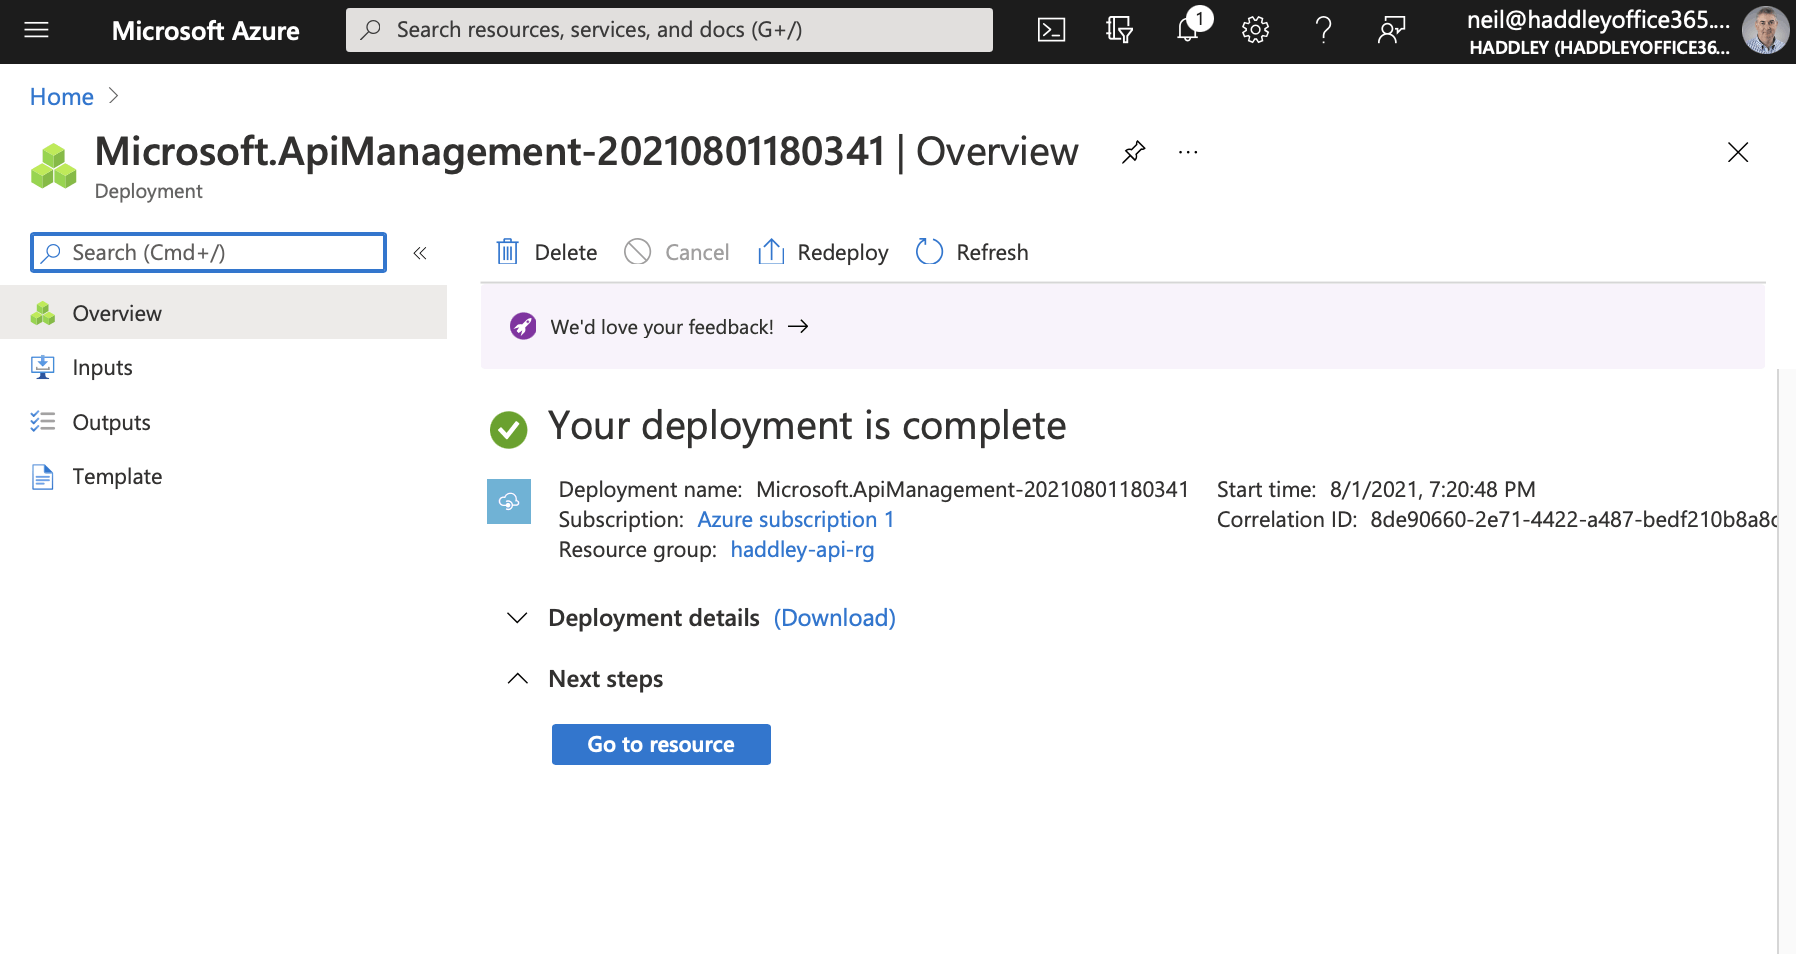 Microsoft Azure
Search resources, services, and docs (G+/)
1
neil@haddleyoffice365....
HADDLEY (HADDLEYOFFICE36...
Home
Microsoft.ApiManagement-20210801180341 | Overview
...
Deployment
Search (Cmd+/)
«
Delete
Cancel
Redeploy
Refresh
Overview
Inputs
Outputs
Template
We'd love your feedback! →
Your deployment is complete
Deployment name: Microsoft.ApiManagement-20210801180341
Subscription: Azure subscription 1
Resource group: haddley-api-rg
Start time: 8/1/2021, 7:20:48 PM
Correlation ID: 8de90660-2e71-4422-a487-bedf210b8a8c
Deployment details (Download)
Next steps
Go to resource